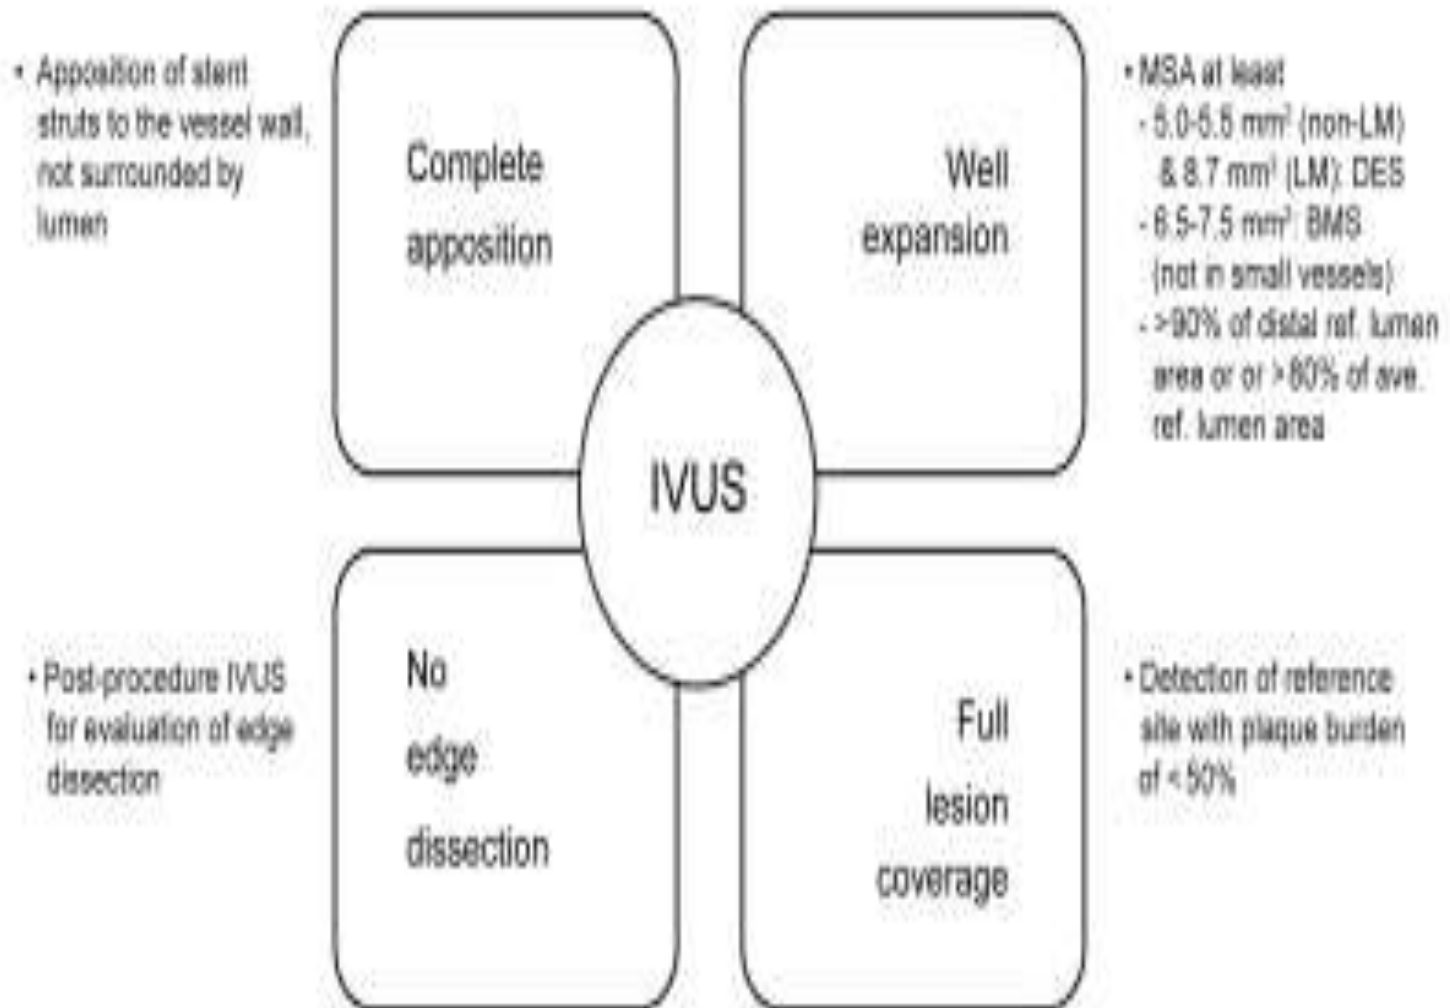 • Apposition of stent
struts to the vessel wall,
not surrounded by
lumen
Complete
apposition
Well
expansion
• MSA at least
- 5.0-5.5 mm² (non-LM)
& 8.7 mm² (LM): DES
- 6.5-7.5 mm²: BMS
(not in small vessels)
- >90% of distal ref. lumen
area or or >80% of ave.
ref. lumen area
IVUS
• Post-procedure IVUS
for evaluation of edge
dissection
No
edge
dissection
Full
lesion
coverage
• Detection of reference
site with plaque burden
of <50%